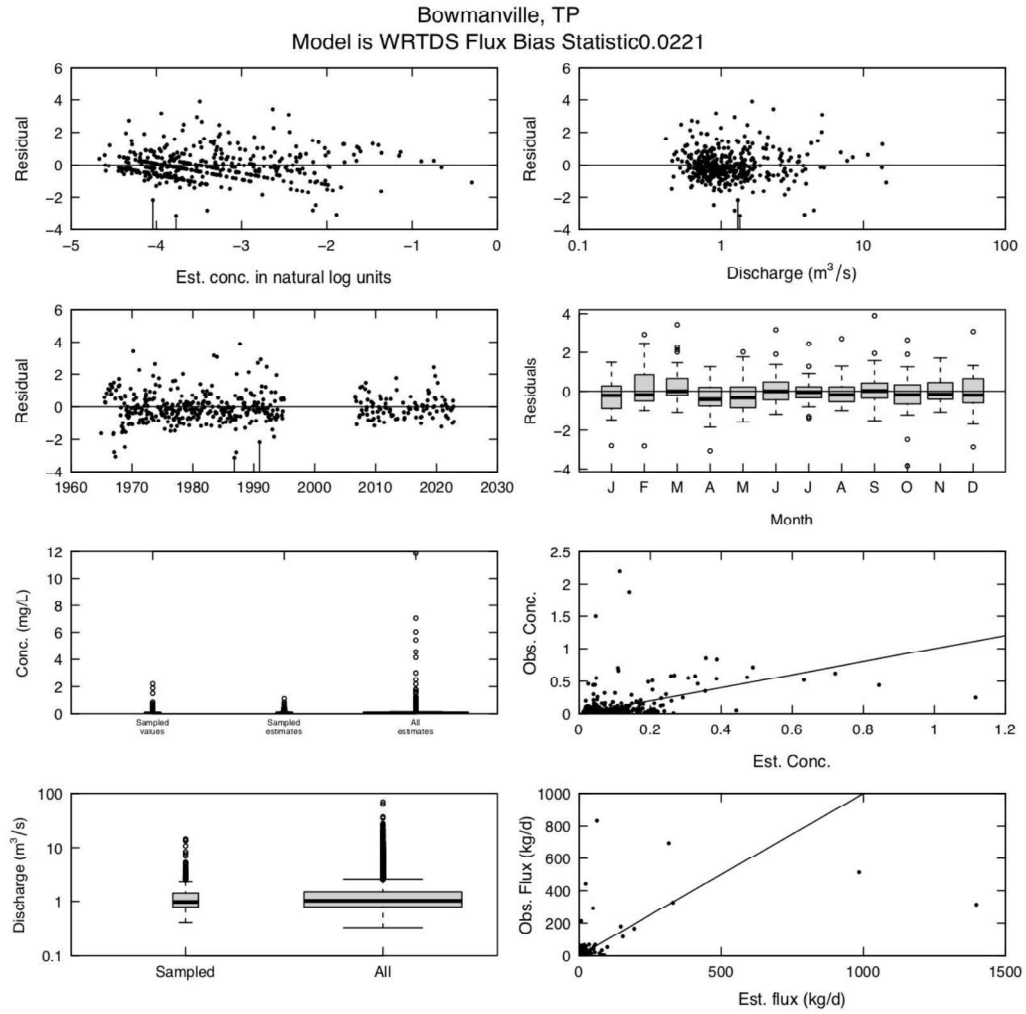 Bowmanville, TP
Model is WRTDS Flux Bias Statistic0.0221
6
4
2
0
−2
−4
Residual
−5 −4 −3 −2 −1 0
Est. conc. in natural log units
6
4
2
0
−2
−4
Residual
0.1 1 10 100
Discharge (m³/s)
6
4
2
0
−2
−4
Residual
1960 1970 1980 1990 2000 2010 2020 2030
4
2
0
−2
−4
Residuals
J F M A M J J A S O N D
Month
12
10
8
6
4
2
0
Conc. (mg/L)
Sampled values
Sampled estimates
All estimates
2.5
2
1.5
1
0.5
0
Obs. Conc.
0 0.2 0.4 0.6 0.8 1 1.2
Est. Conc.
100
10
1
0.1
Discharge (m³/s)
Sampled All
1000
800
600
400
200
0
Obs. Flux (kg/d)
0 500 1000 1500
Est. flux (kg/d)